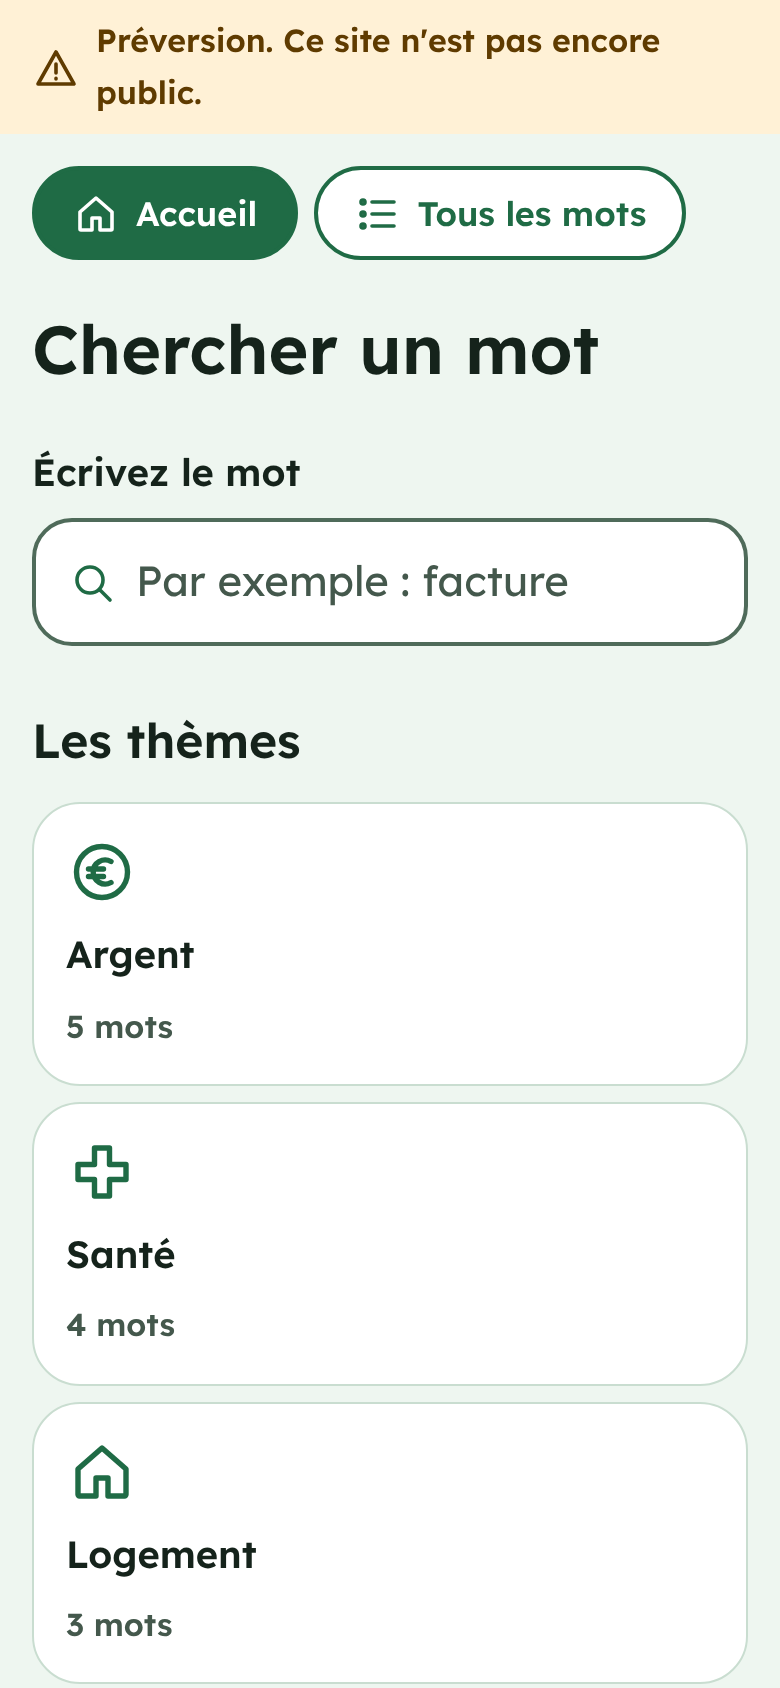 Préversion. Ce site n'est pas encore
public.
Accueil
Tous les mots
Chercher un mot
Écrivez le mot
Par exemple : facture
Les thèmes
Argent
5 mots
Santé
4 mots
Logement
3 mots